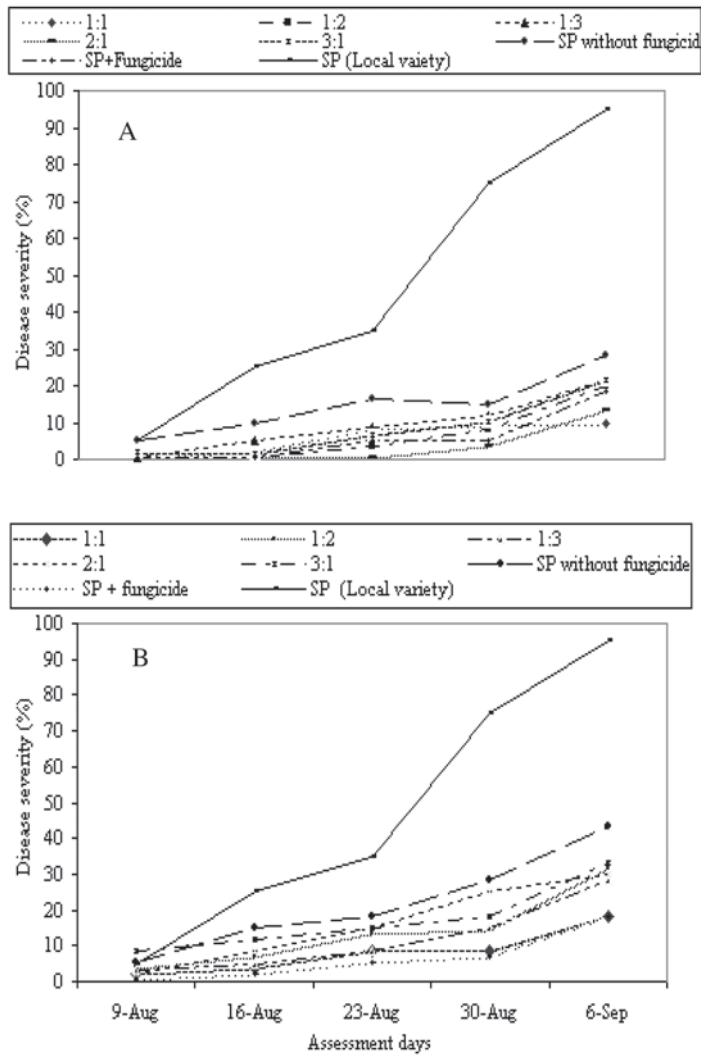 1:1 1:2 1:3
2:1 3:1 SP without fungicid
SP+Fungicide SP (Local vaiety)
A
Disease severity (%)
100
90
80
70
60
50
40
30
20
10
0
1:1 1:2 1:3
2:1 3:1 SP without fungicide
SP + fungicide SP (Local variety)
B
Disease severity (%)
100
90
80
70
60
50
40
30
20
10
0
9-Aug 16-Aug 23-Aug 30-Aug 6-Sep
Assessment days